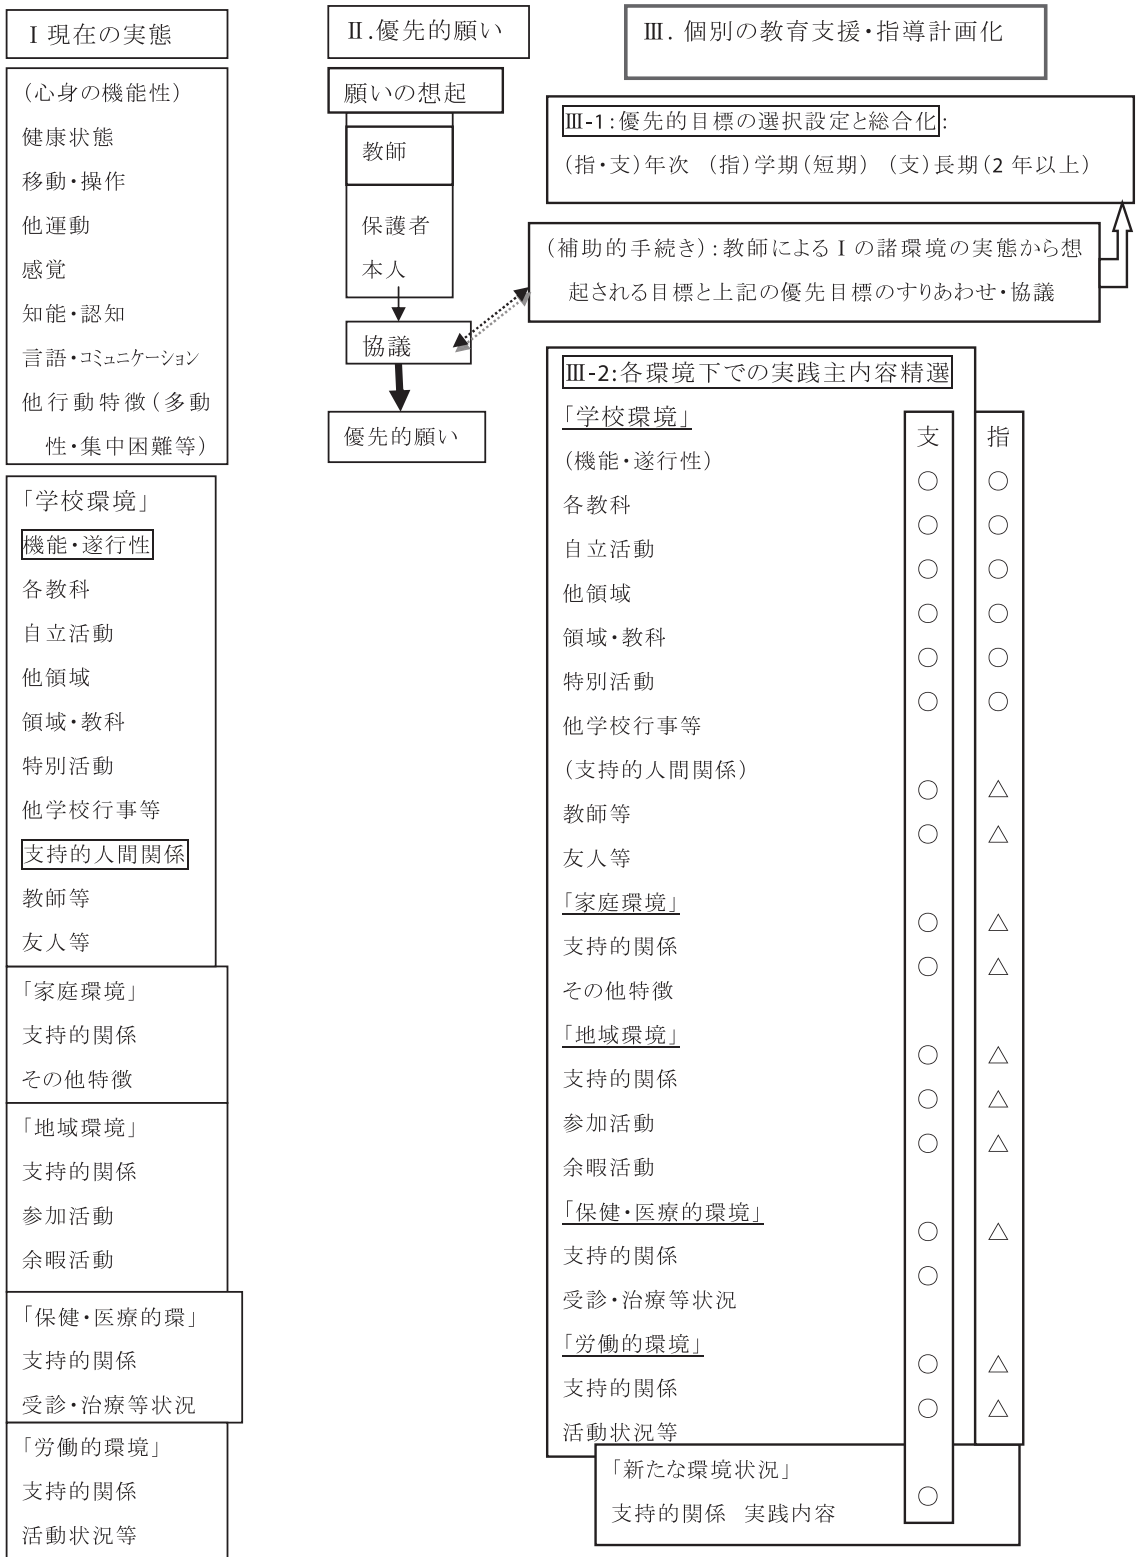 Ⅰ現在の実態
(心身の機能性)
健康状態
移動・操作
他運動
感覚
知能・認知
言語・コミュニケーション
他行動特徴(多動
性・集中困難等)
「学校環境」
機能・遂行性
各教科
自立活動
他領域
領域・教科
特別活動
他学校行事等
支持的人間関係
教師等
友人等
「家庭環境」
支持的関係
その他特徴
「地域環境」
支持的関係
参加活動
余暇活動
「保健・医療的環」
支持的関係
受診・治療等状況
「労働的環境」
支持的関係
活動状況等
Ⅱ.優先的願い
願いの想起
教師
保護者
本人
協議
優先的願い
Ⅲ. 個別の教育支援・指導計画化
Ⅲ-1:優先的目標の選択設定と総合化:
(指・支)年次 (指)学期(短期) (支)長期(2 年以上)
(補助的手続き):教師による I の諸環境の実態から想
起される目標と上記の優先目標のすりあわせ・協議
Ⅲ-2:各環境下での実践主内容精選
「学校環境」 支 指
(機能・遂行性) ○ ○
各教科 ○ ○
自立活動 ○ ○
他領域 ○ ○
領域・教科 ○ ○
特別活動 ○ ○
他学校行事等
(支持的人間関係) ○ △
教師等 ○ △
友人等
「家庭環境」 ○ △
支持的関係 ○ △
その他特徴
「地域環境」 ○ △
支持的関係 ○ △
参加活動 ○ △
余暇活動
「保健・医療的環境」 ○ △
支持的関係 ○
受診・治療等状況
「労働的環境」 ○ △
支持的関係 ○ △
活動状況等
「新たな環境状況」
支持的関係 実践内容 ○